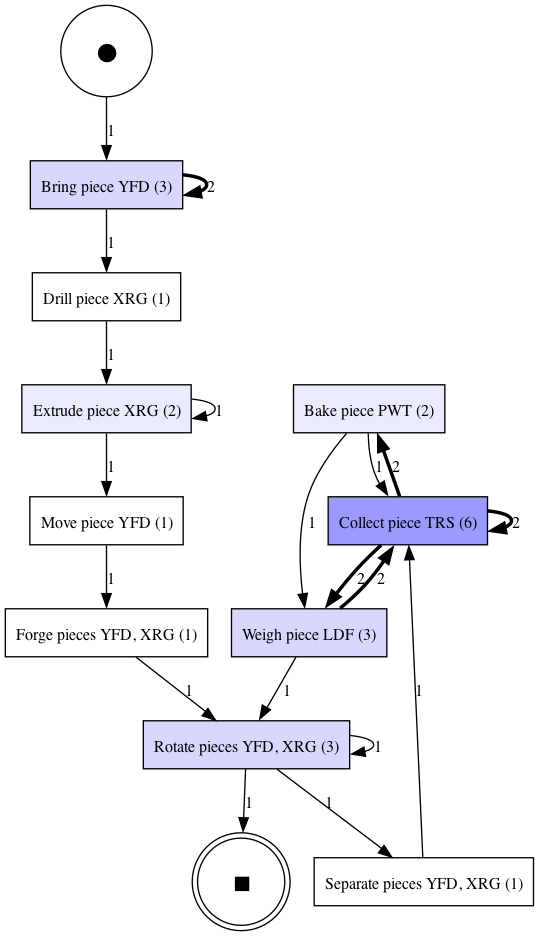 1
Bring piece YFD (3)
2
1
Drill piece XRG (1)
1
Extrude piece XRG (2)
1
Bake piece PWT (2)
1
1
2
Move piece YFD (1)
Collect piece TRS (6)
2
1
1
2
2
Forge pieces YFD, XRG (1)
Weigh piece LDF (3)
1
1
1
Rotate pieces YFD, XRG (3)
1
1
1
Separate pieces YFD, XRG (1)